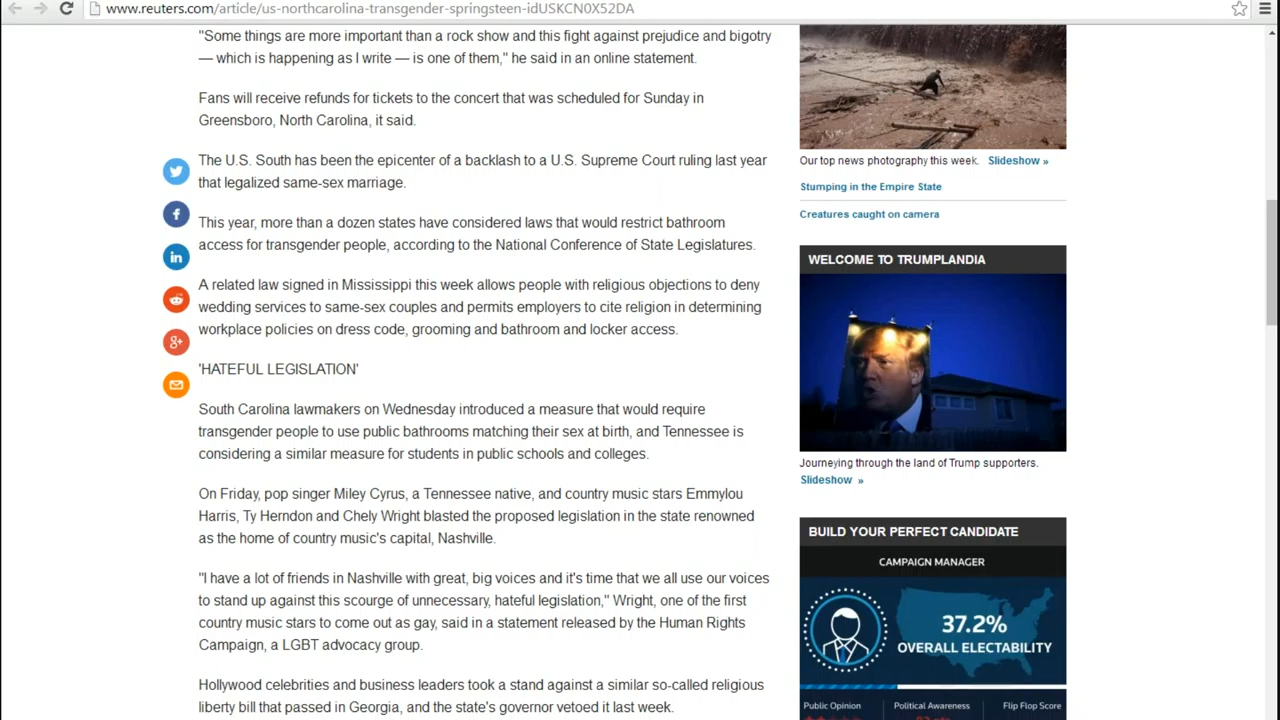 www.reuters.com/article/us-northcarolina-transgender-springsteen-idUSKCN0X52DA
"Some things are more important than a rock show and this fight against prejudice and bigotry
— which is happening as I write — is one of them," he said in an online statement.
Fans will receive refunds for tickets to the concert that was scheduled for Sunday in
Greensboro, North Carolina, it said.
The U.S. South has been the epicenter of a backlash to a U.S. Supreme Court ruling last year
that legalized same-sex marriage.
This year, more than a dozen states have considered laws that would restrict bathroom
access for transgender people, according to the National Conference of State Legislatures.
A related law signed in Mississippi this week allows people with religious objections to deny
wedding services to same-sex couples and permits employers to cite religion in determining
workplace policies on dress code, grooming and bathroom and locker access.
'HATEFUL LEGISLATION'
South Carolina lawmakers on Wednesday introduced a measure that would require
transgender people to use public bathrooms matching their sex at birth, and Tennessee is
considering a similar measure for students in public schools and colleges.
On Friday, pop singer Miley Cyrus, a Tennessee native, and country music stars Emmylou
Harris, Ty Herndon and Chely Wright blasted the proposed legislation in the state renowned
as the home of country music's capital, Nashville.
"I have a lot of friends in Nashville with great, big voices and it's time that we all use our voices
to stand up against this scourge of unnecessary, hateful legislation," Wright, one of the first
country music stars to come out as gay, said in a statement released by the Human Rights
Campaign, a LGBT advocacy group.
Hollywood celebrities and business leaders took a stand against a similar so-called religious
liberty bill that passed in Georgia, and the state's governor vetoed it last week.
Our top news photography this week. Slideshow »
Stumping in the Empire State
Creatures caught on camera
WELCOME TO TRUMPLANDIA
Journeying through the land of Trump supporters.
Slideshow »
BUILD YOUR PERFECT CANDIDATE
CAMPAIGN MANAGER
37.2%
OVERALL ELECTABILITY
Public Opinion Political Awareness Flip Flop Score